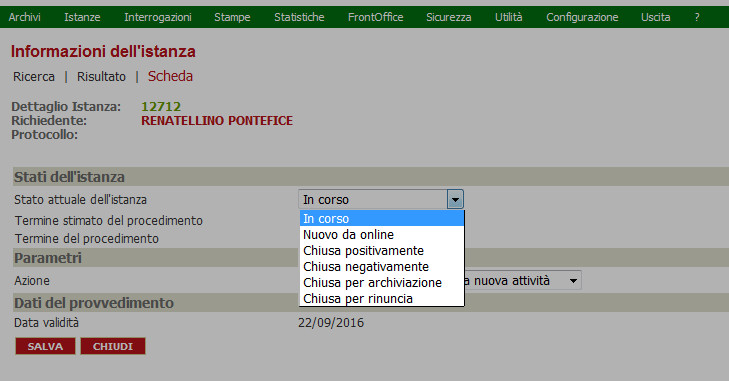 Archivi Istanze Interrogazioni Stampe Statistiche FrontOffice Sicurezza Utilità Configurazione Uscita ?
Informazioni dell'istanza
Ricerca | Risultato | Scheda
Dettaglio Istanza: 12712
Richiedente: RENATELLINO PONTEFICE
Protocollo:
Stati dell'istanza
Stato attuale dell'istanza In corso
In corso
Termine stimato del procedimento
Nuovo da online
Termine del procedimento
Chiusa positivamente
Parametri
Chiusa negativamente
Azione Chiusa per archiviazione a nuova attività
Dati del provvedimento
Chiusa per rinuncia
Data validità 22/09/2016
SALVA CHIUDI